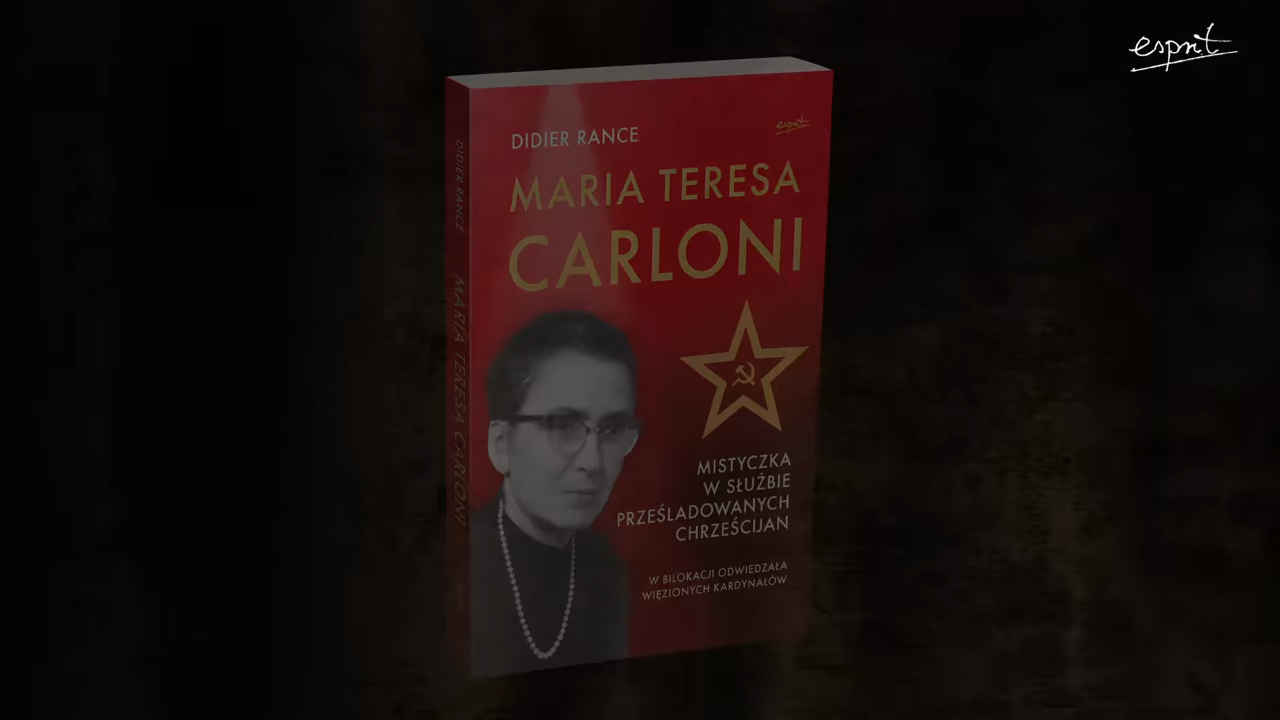 esprit
DIDIER RANCE
esprit
MARIA TERESA
CARLONI
MISTYCZKA
W SŁUŻBIE
PRZEŚLADOWANYCH
CHRZEŚCIJAN
W BILOKACJI ODWIEDZAŁA
WIĘZIONYCH KARDYNAŁÓW
DIDIER RANCE MARIA TERESA CARLONI